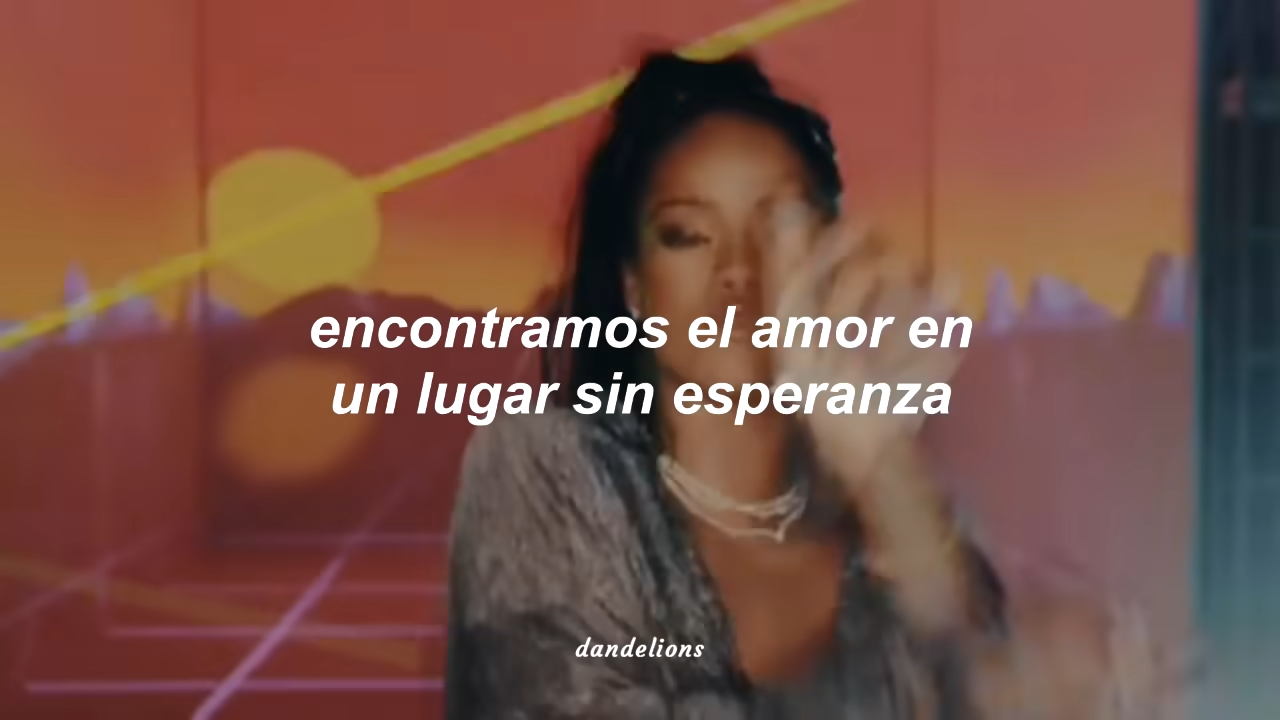 encontramos el amor en
un lugar sin esperanza
dandelions